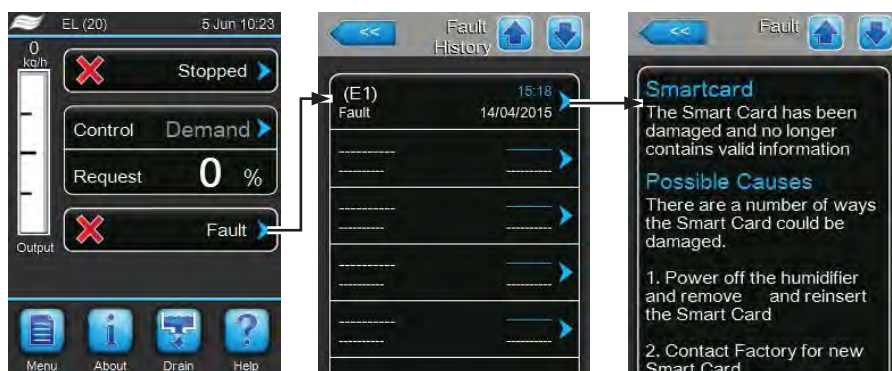 EL (20) 5 Jun 10:23
0
kg/h
Stopped
Control Demand
Request 0 %
Fault
Output
Menu About Drain Help
<< Fault
History
(E1) 15:18
Fault 14/04/2015
<< Fault
Smartcard
The Smart Card has been
damaged and no longer
contains valid information
Possible Causes
There are a number of ways
the Smart Card could be
damaged.
1. Power off the humidifier
and remove and reinsert
the Smart Card
2. Contact Factory for new
Smart Card